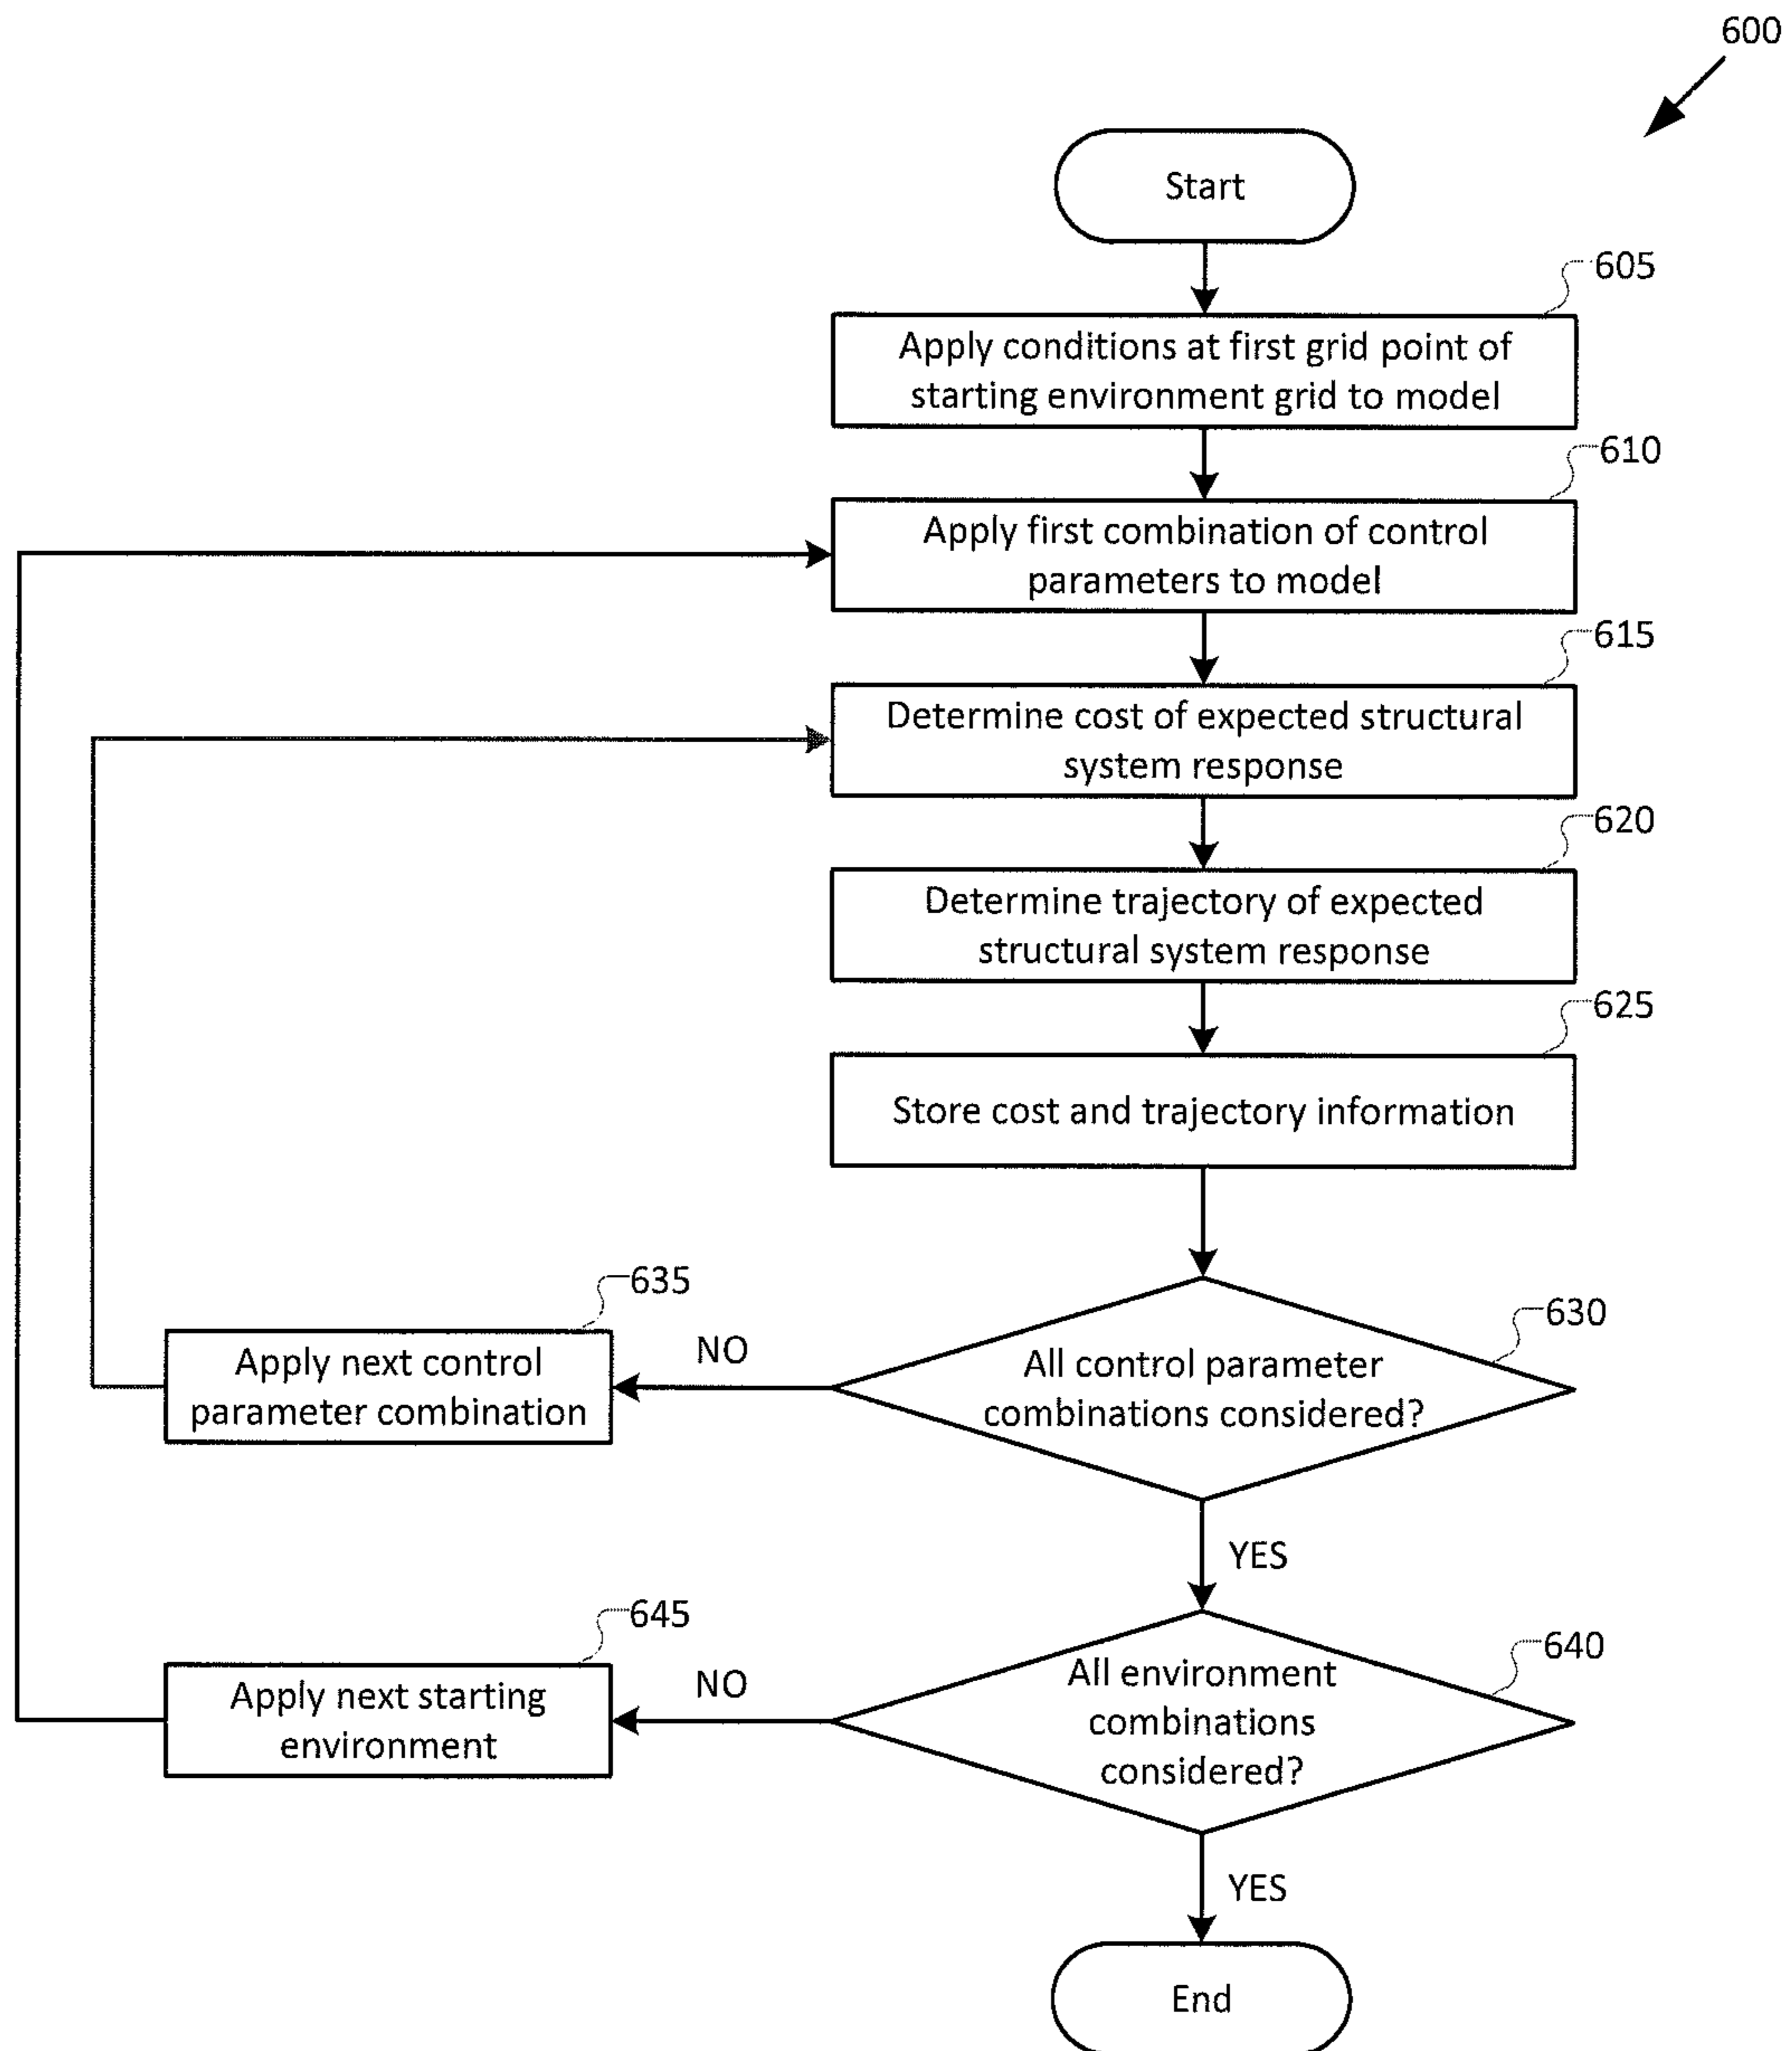 600
Start
605
Apply conditions at first grid point of
starting environment grid to model
610
Apply first combination of control
parameters to model
615
Determine cost of expected structural
system response
620
Determine trajectory of expected
structural system response
625
Store cost and trajectory information
630
All control parameter
combinations considered?
NO
635
Apply next control
parameter combination
YES
640
All environment
combinations
considered?
NO
645
Apply next starting
environment
YES
End